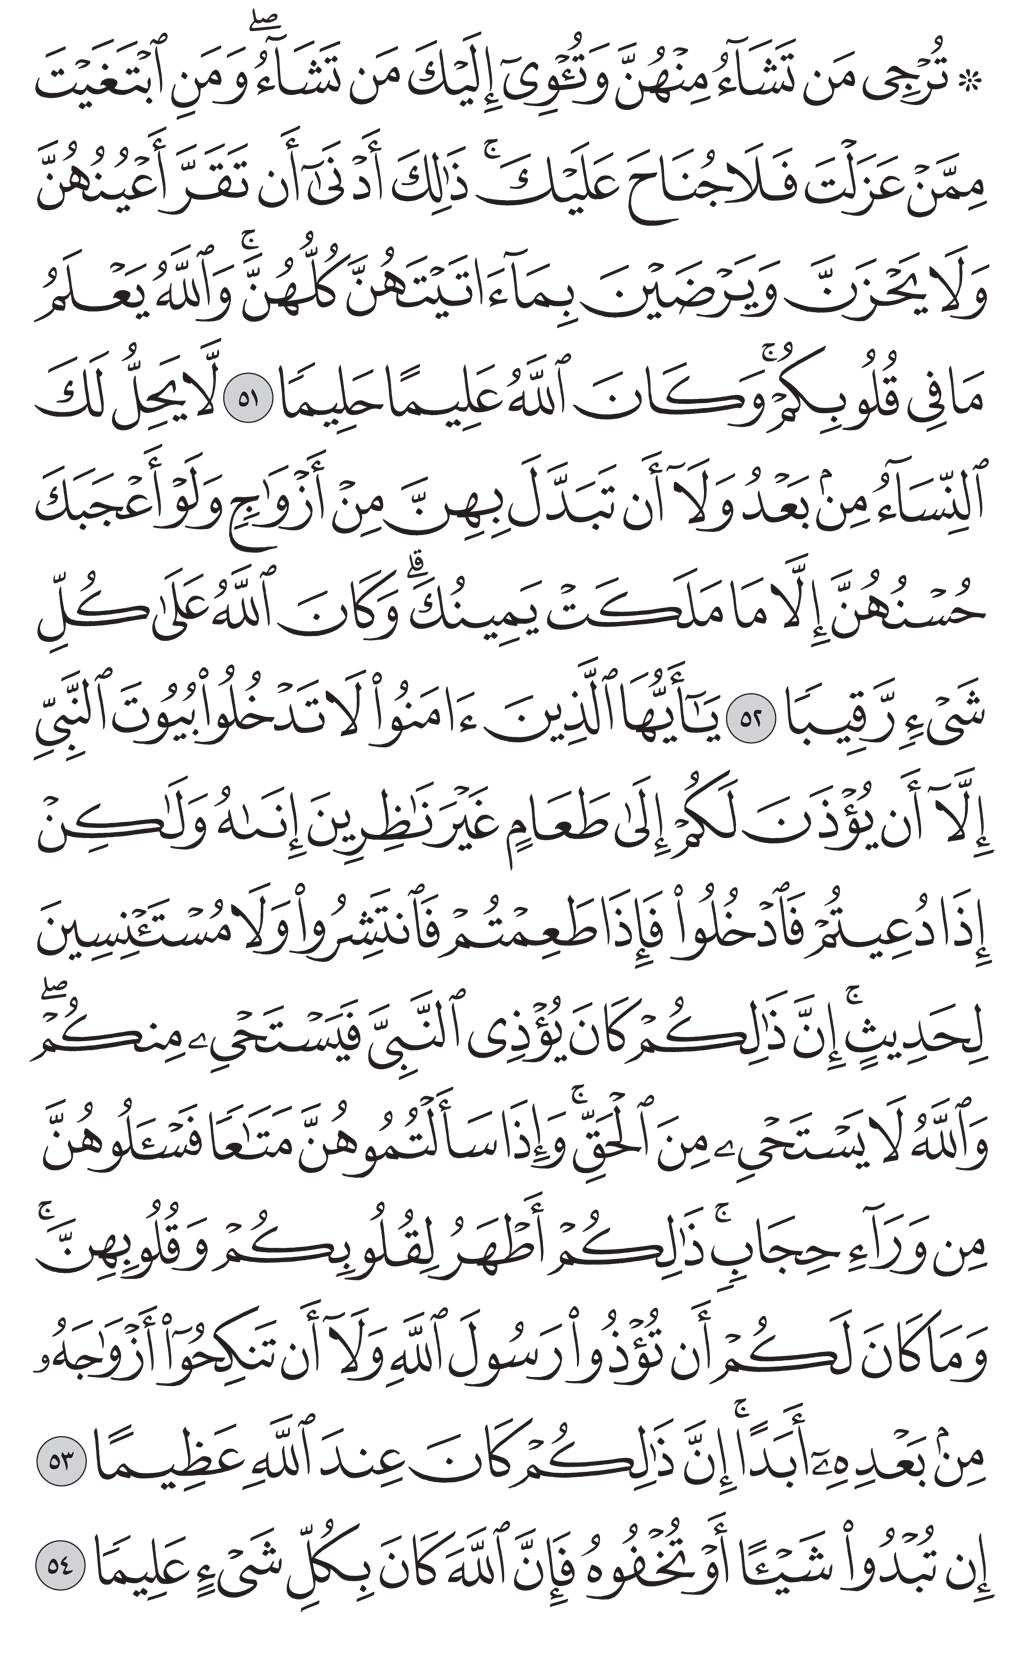 ۞ تُرْجِى مَن تَشَآءُ مِنْهُنَّ وَتُـْٔوِىٓ إِلَيْكَ مَن تَشَآءُ ۖ وَمَنِ ٱبْتَغَيْتَ
مِمَّنْ عَزَلْتَ فَلَا جُنَاحَ عَلَيْكَ ۚ ذَٰلِكَ أَدْنَىٰٓ أَن تَقَرَّ أَعْيُنُهُنَّ
وَلَا يَحْزَنَّ وَيَرْضَيْنَ بِمَآ ءَاتَيْتَهُنَّ كُلُّهُنَّ ۚ وَٱللَّهُ يَعْلَمُ
مَا فِى قُلُوبِكُمْ ۚ وَكَانَ ٱللَّهُ عَلِيمًا حَلِيمًا ٥١ لَّا يَحِلُّ لَكَ
ٱلنِّسَآءُ مِنۢ بَعْدُ وَلَآ أَن تَبَدَّلَ بِهِنَّ مِنْ أَزْوَٰجٍ وَلَوْ أَعْجَبَكَ
حُسْنُهُنَّ إِلَّا مَا مَلَكَتْ يَمِينُكَ ۗ وَكَانَ ٱللَّهُ عَلَىٰ كُلِّ
شَىْءٍ رَّقِيبًا ٥٢ يَـٰٓأَيُّهَا ٱلَّذِينَ ءَامَنُوا۟ لَا تَدْخُلُوا۟ بُيُوتَ ٱلنَّبِىِّ
إِلَّآ أَن يُؤْذَنَ لَكُمْ إِلَىٰ طَعَامٍ غَيْرَ نَـٰظِرِينَ إِنَىٰهُ وَلَـٰكِنْ
إِذَا دُعِيتُمْ فَٱدْخُلُوا۟ فَإِذَا طَعِمْتُمْ فَٱنتَشِرُوا۟ وَلَا مُسْتَـْٔنِسِينَ
لِحَدِيثٍ ۚ إِنَّ ذَٰلِكُمْ كَانَ يُؤْذِى ٱلنَّبِىَّ فَيَسْتَحْىِۦ مِنكُمْ ۖ
وَٱللَّهُ لَا يَسْتَحْىِۦ مِنَ ٱلْحَقِّ ۚ وَإِذَا سَأَلْتُمُوهُنَّ مَتَـٰعًا فَسْـَٔلُوهُنَّ
مِن وَرَآءِ حِجَابٍ ۚ ذَٰلِكُمْ أَطْهَرُ لِقُلُوبِكُمْ وَقُلُوبِهِنَّ ۚ
وَمَا كَانَ لَكُمْ أَن تُؤْذُوا۟ رَسُولَ ٱللَّهِ وَلَآ أَن تَنكِحُوٓا۟ أَزْوَٰجَهُۥ
مِنۢ بَعْدِهِۦٓ أَبَدًا ۚ إِنَّ ذَٰلِكُمْ كَانَ عِندَ ٱللَّهِ عَظِيمًا ٥٣
إِن تُبْدُوا۟ شَيْـًٔا أَوْ تُخْفُوهُ فَإِنَّ ٱللَّهَ كَانَ بِكُلِّ شَىْءٍ عَلِيمًا ٥٤